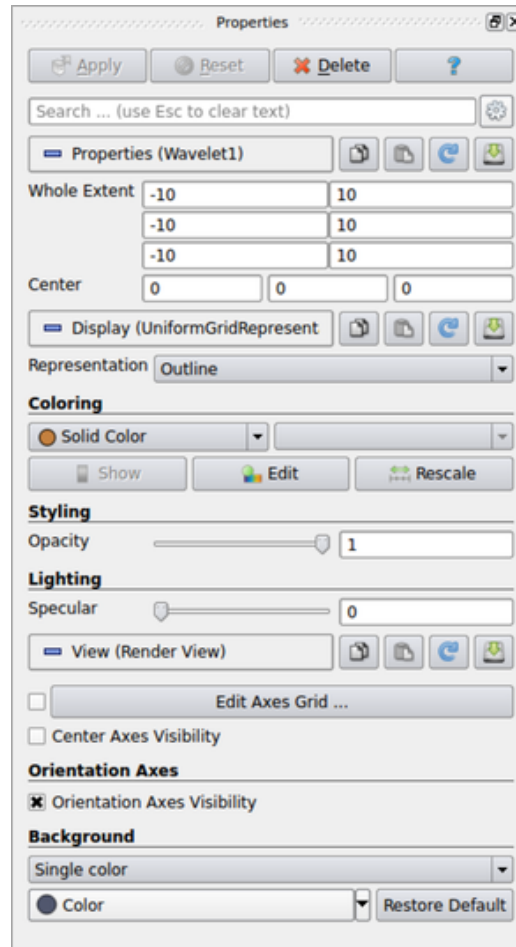 Properties
Apply Reset Delete ?
Search ... (use Esc to clear text)
Properties (Wavelet1)
Whole Extent -10 10
-10 10
-10 10
Center 0 0 0
Display (UniformGridRepresent
Representation Outline
Coloring
Solid Color
Show Edit Rescale
Styling
Opacity 1
Lighting
Specular 0
View (Render View)
Edit Axes Grid ...
Center Axes Visibility
Orientation Axes
Orientation Axes Visibility
Background
Single color
Color Restore Default